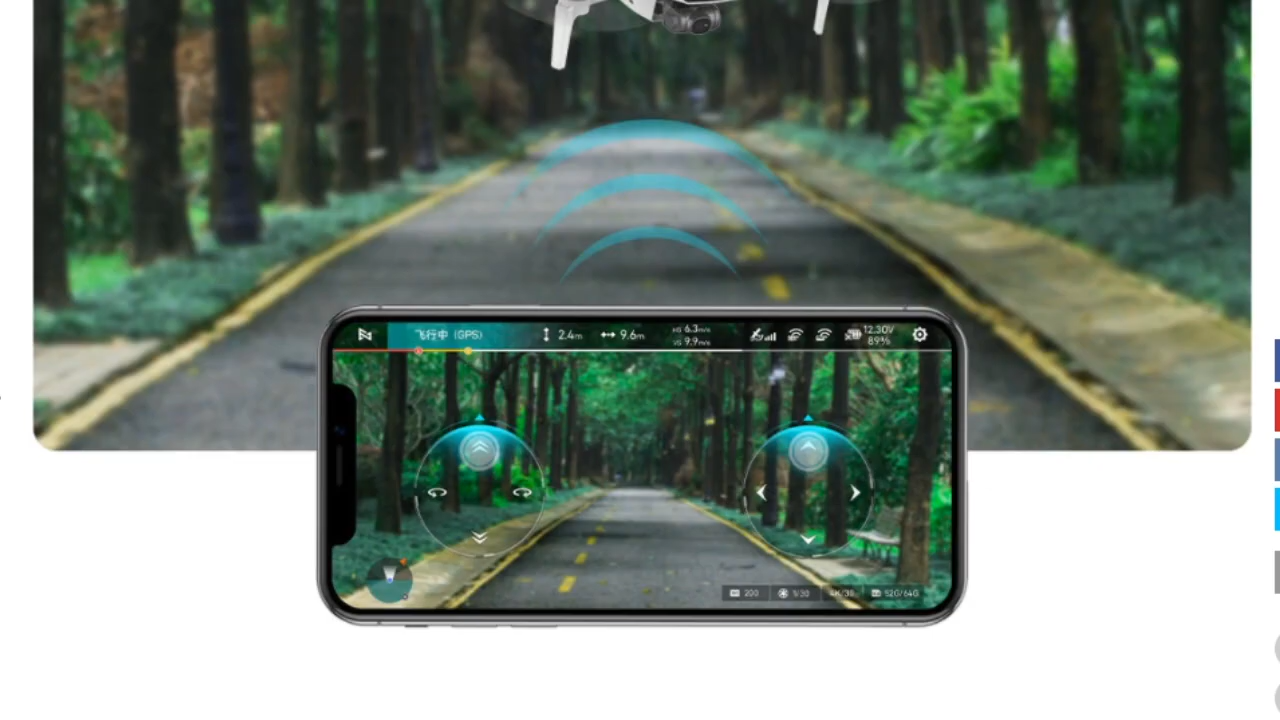 飞行中 (GPS) 2.4m 9.6m HS 6.3m/s 12.30V
VS 9.9m/s 89%
200 1/30 4K/30 52G/64G